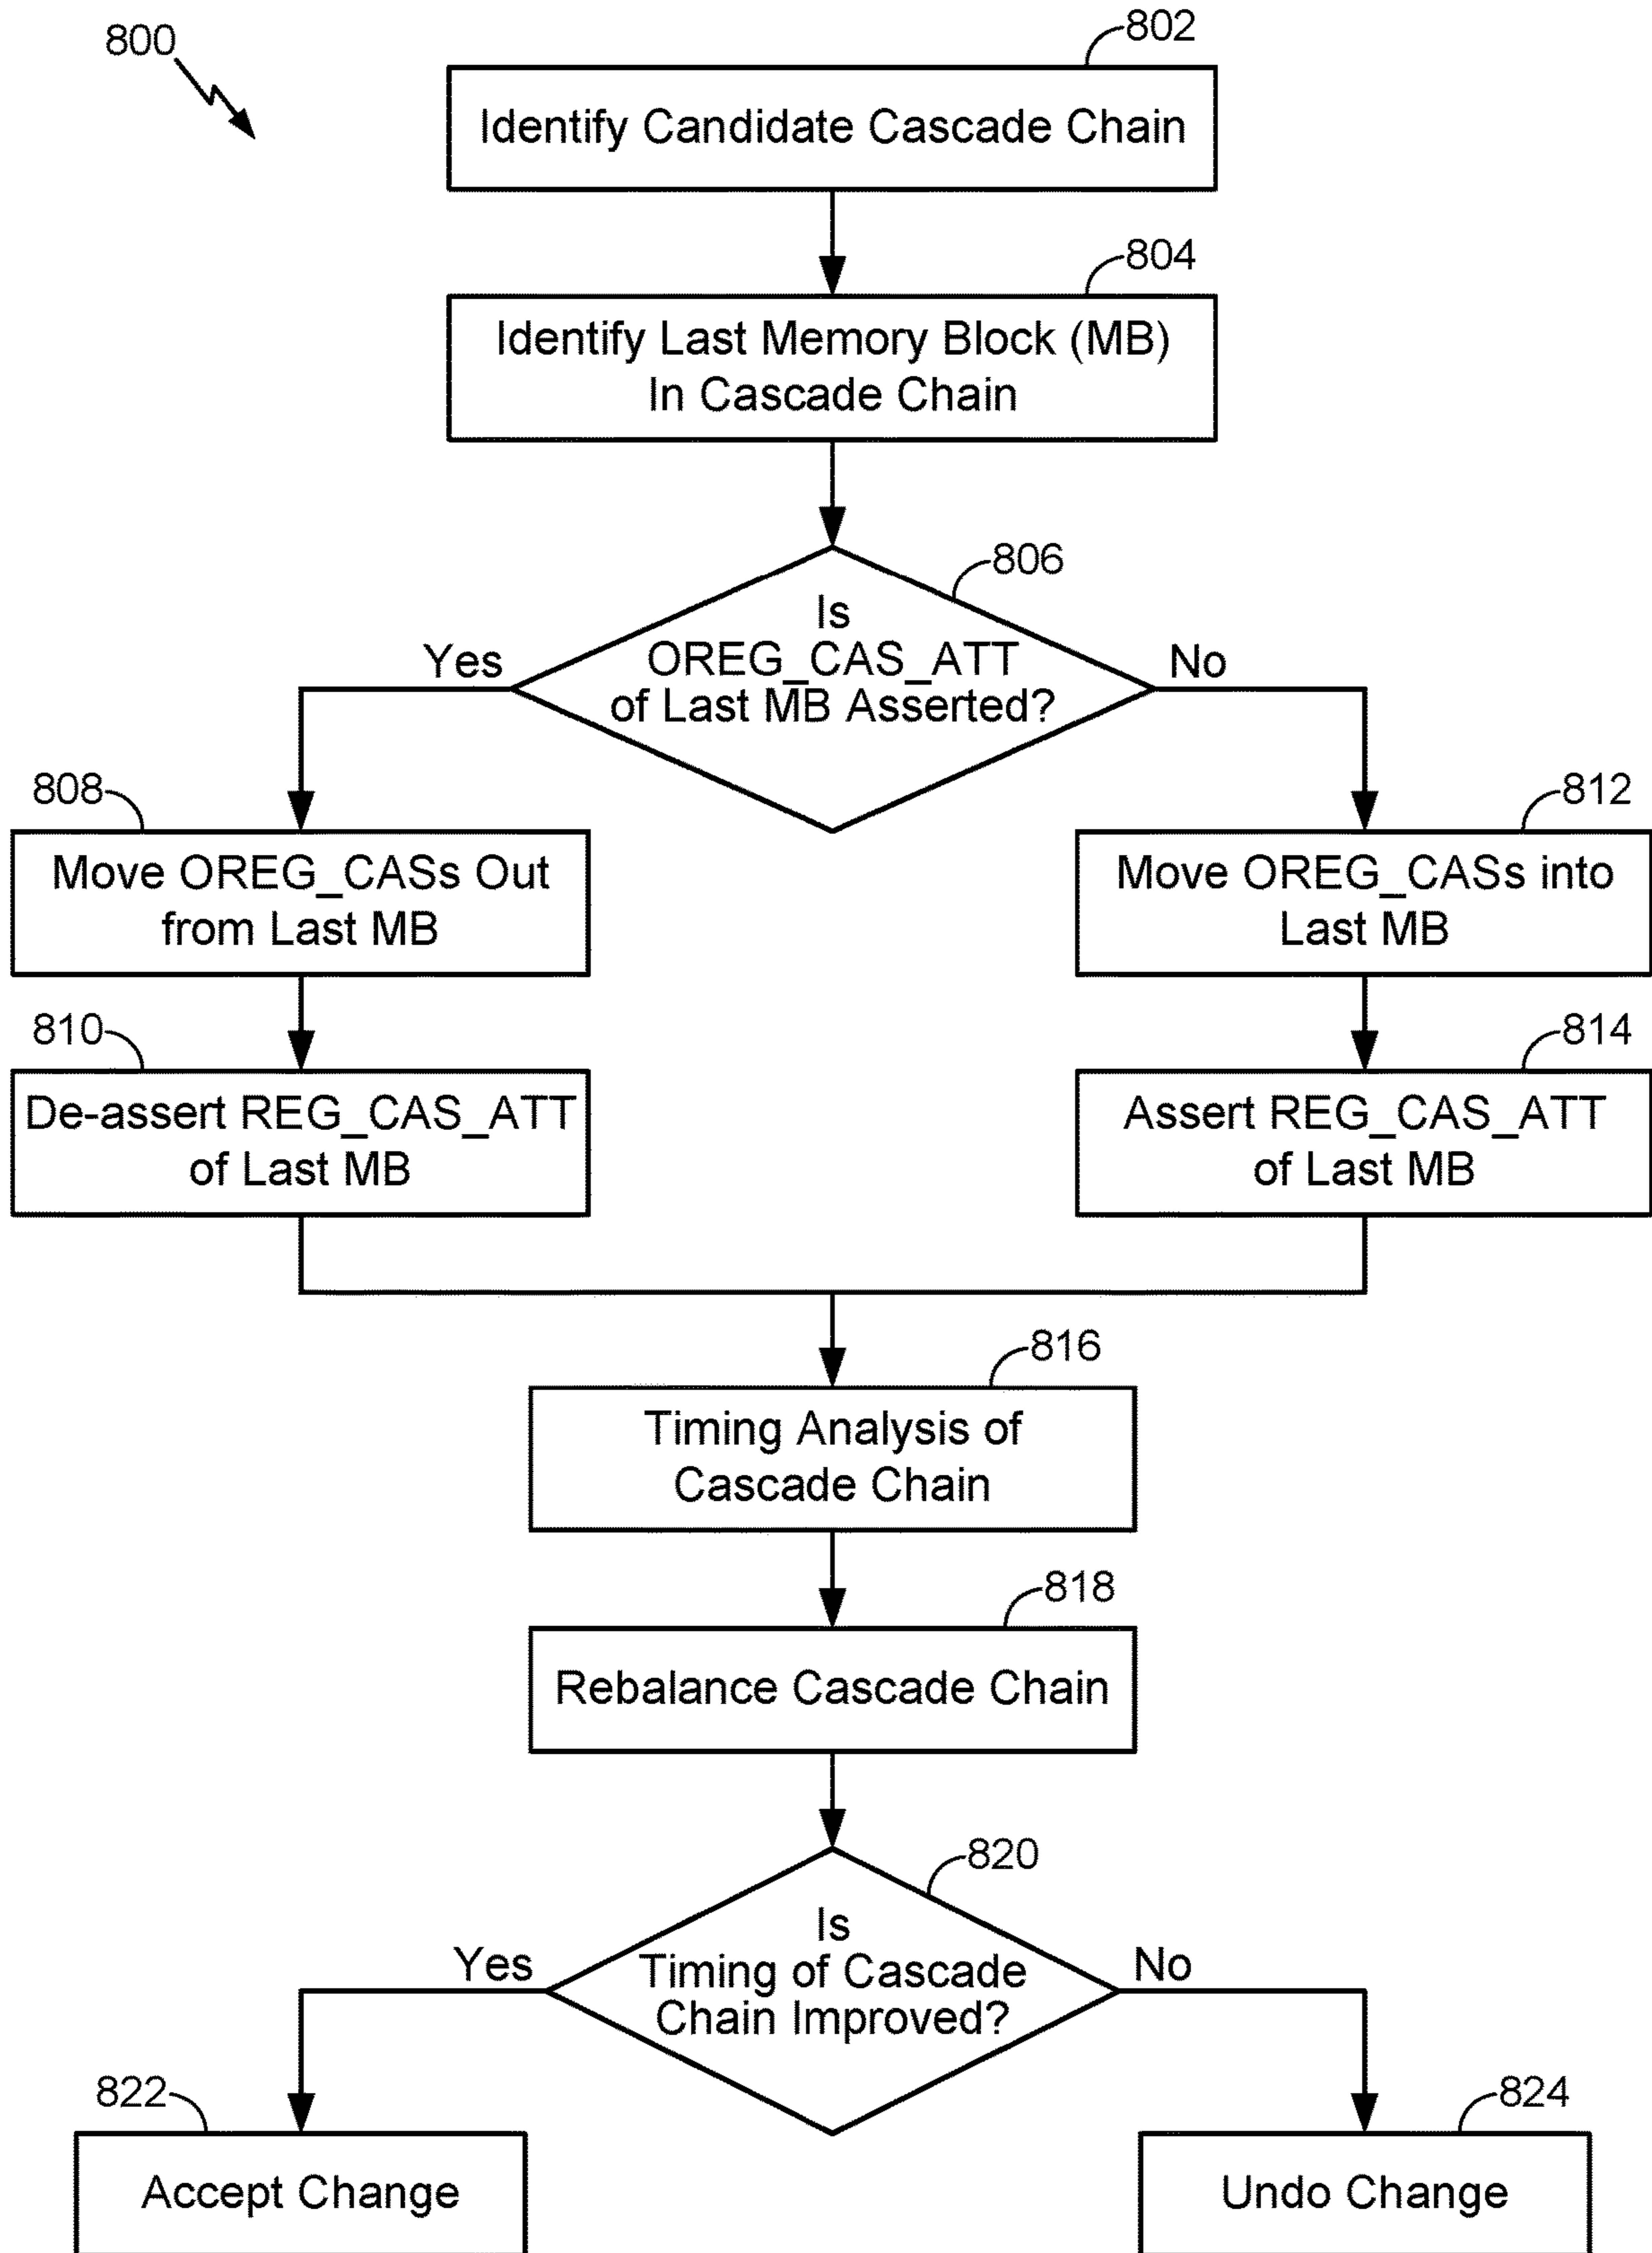 800
802
Identify Candidate Cascade Chain
804
Identify Last Memory Block (MB)
In Cascade Chain
806
Is
OREG_CAS_ATT
of Last MB Asserted?
Yes
No
808
Move OREG_CASs Out
from Last MB
812
Move OREG_CASs into
Last MB
810
De-assert REG_CAS_ATT
of Last MB
814
Assert REG_CAS_ATT
of Last MB
816
Timing Analysis of
Cascade Chain
818
Rebalance Cascade Chain
820
Is
Timing of Cascade
Chain Improved?
Yes
No
822
Accept Change
824
Undo Change